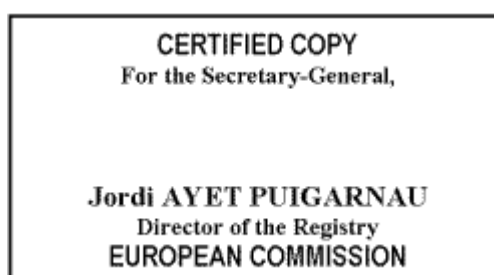 CERTIFIED COPY
For the Secretary-General,
Jordi AYET PUIGARNAU
Director of the Registry
EUROPEAN COMMISSION